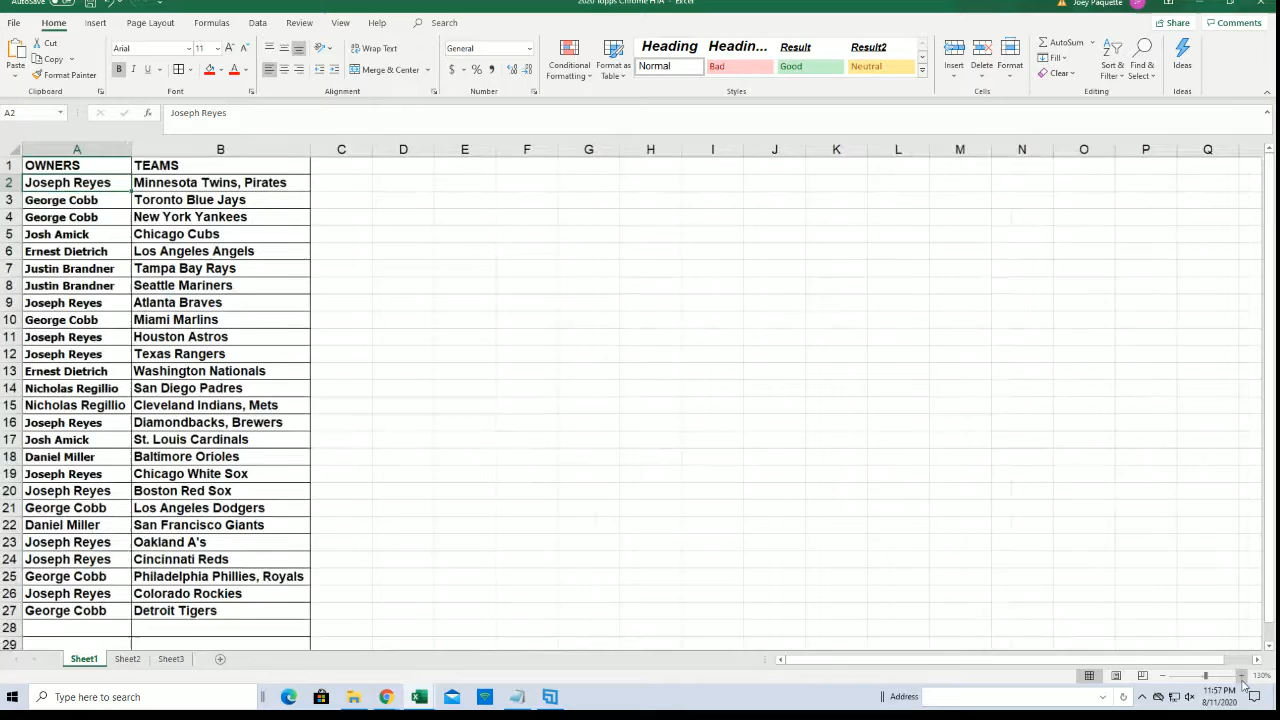 AutoSave
2020 Topps Chrome HTA - Excel
Joey Paquette
File Home Insert Page Layout Formulas Data Review View Help Search Share Comments
Paste Cut Copy Format Painter Clipboard
Arial 11 A A B I U A Font
Wrap Text Merge & Center Alignment
General $ % , Number
Conditional Formatting Format as Table
Heading Headin... Result Result2
Normal Bad Good Neutral
Styles
Insert Delete Format Cells
AutoSum Fill Clear Sort & Filter Find & Select Editing
Ideas Ideas
A2 fx Joseph Reyes
A B C D E F G H I J K L M N O P Q
1 OWNERS TEAMS
2 Joseph Reyes Minnesota Twins, Pirates
3 George Cobb Toronto Blue Jays
4 George Cobb New York Yankees
5 Josh Amick Chicago Cubs
6 Ernest Dietrich Los Angeles Angels
7 Justin Brandner Tampa Bay Rays
8 Justin Brandner Seattle Mariners
9 Joseph Reyes Atlanta Braves
10 George Cobb Miami Marlins
11 Joseph Reyes Houston Astros
12 Joseph Reyes Texas Rangers
13 Ernest Dietrich Washington Nationals
14 Nicholas Regillio San Diego Padres
15 Nicholas Regillio Cleveland Indians, Mets
16 Joseph Reyes Diamondbacks, Brewers
17 Josh Amick St. Louis Cardinals
18 Daniel Miller Baltimore Orioles
19 Joseph Reyes Chicago White Sox
20 Joseph Reyes Boston Red Sox
21 George Cobb Los Angeles Dodgers
22 Daniel Miller San Francisco Giants
23 Joseph Reyes Oakland A's
24 Joseph Reyes Cincinnati Reds
25 George Cobb Philadelphia Phillies, Royals
26 Joseph Reyes Colorado Rockies
27 George Cobb Detroit Tigers
28
29
Sheet1 Sheet2 Sheet3
130%
Type here to search
Address
11:57 PM
8/11/2020